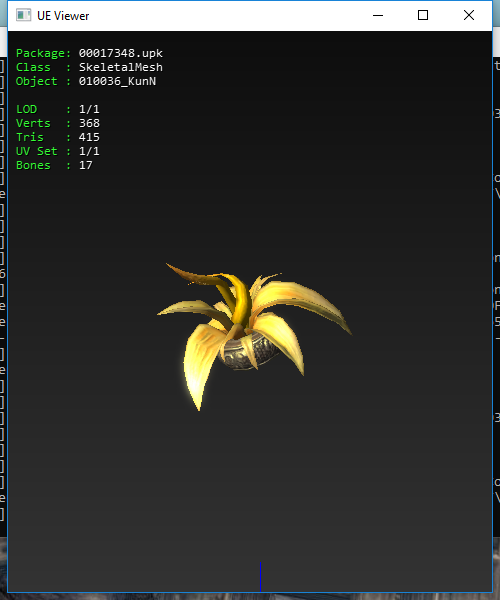 UE Viewer
Package: 00017348.upk
Class : SkeletalMesh
Object : 010036_KunN
LOD : 1/1
Verts : 368
Tris : 415
UV Set : 1/1
Bones : 17